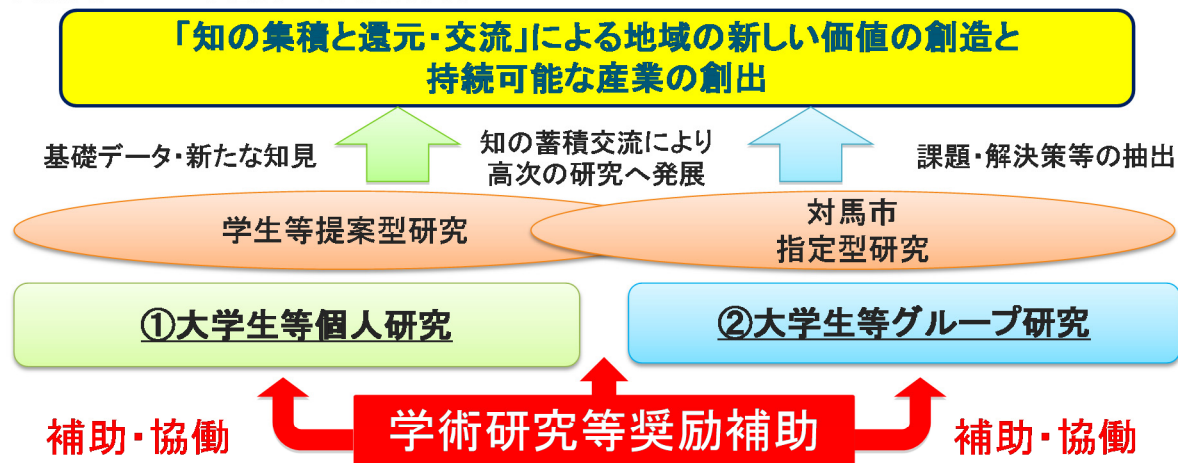 「知の集積と還元・交流」による地域の新しい価値の創造と
持続可能な産業の創出
基礎データ・新たな知見
知の蓄積交流により
高次の研究へ発展
課題・解決策等の抽出
学生等提案型研究
対馬市
指定型研究
①大学生等個人研究
②大学生等グループ研究
補助・協働
学術研究等奨励補助
補助・協働